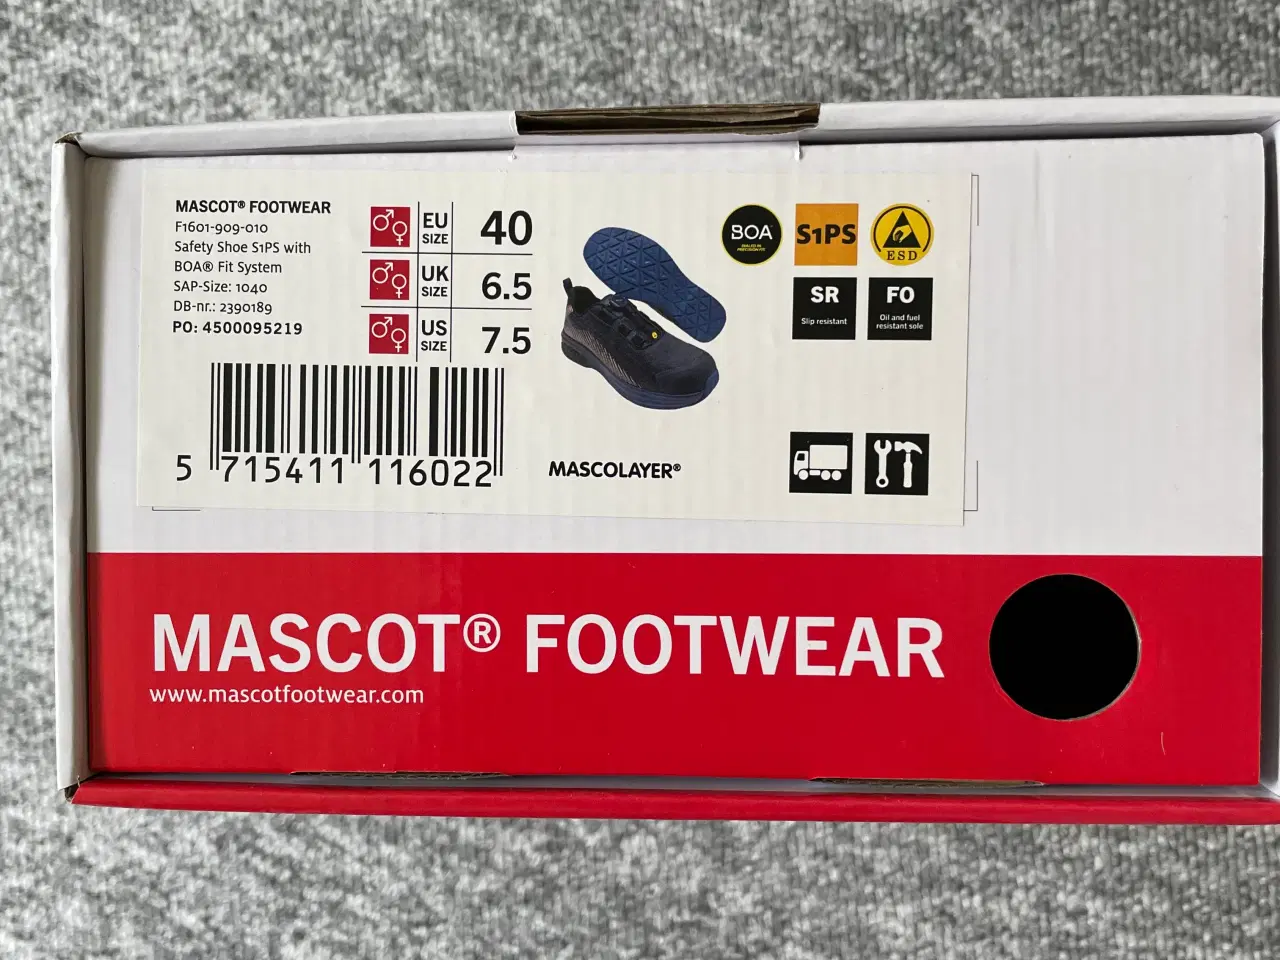 MASCOT® FOOTWEAR
F1601-909-010
Safety Shoe S1PS with
BOA® Fit System
SAP-Size: 1040
DB-nr.: 2390189
PO: 4500095219
EU SIZE 40
UK SIZE 6.5
US SIZE 7.5
5 715411 116022
MASCOLAYER®
BOA
S1PS
ESD
SR
Slip resistant
FO
Oil and fuel
resistant sole
MASCOT® FOOTWEAR
www.mascotfootwear.com